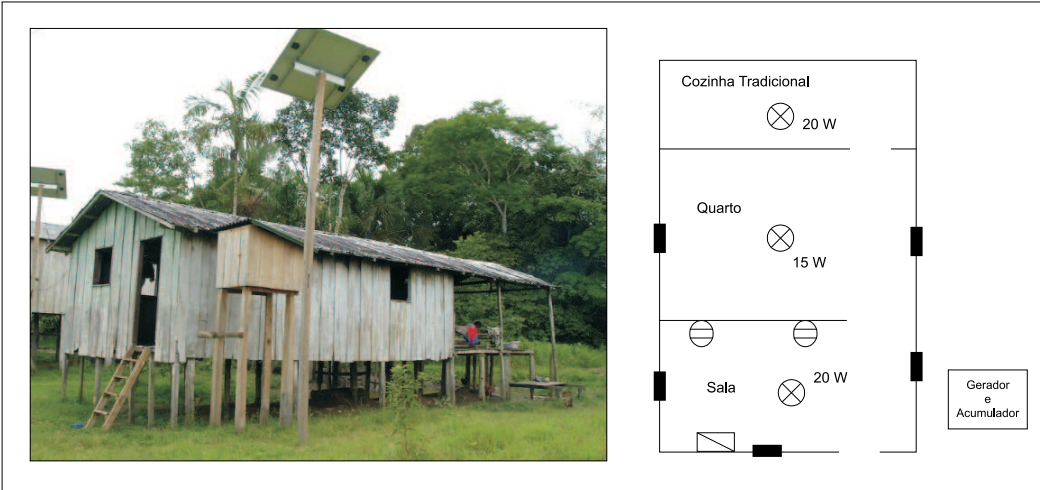 Cozinha Tradicional
20 W
Quarto
15 W
Sala
20 W
Gerador
e
Acumulador